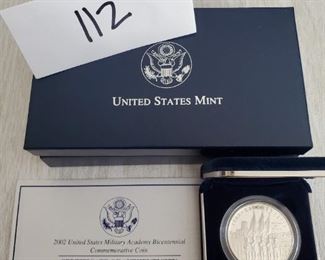 112
UNITED STATES MINT
2002 United States Military Academy Bicentennial
Commemorative Coin